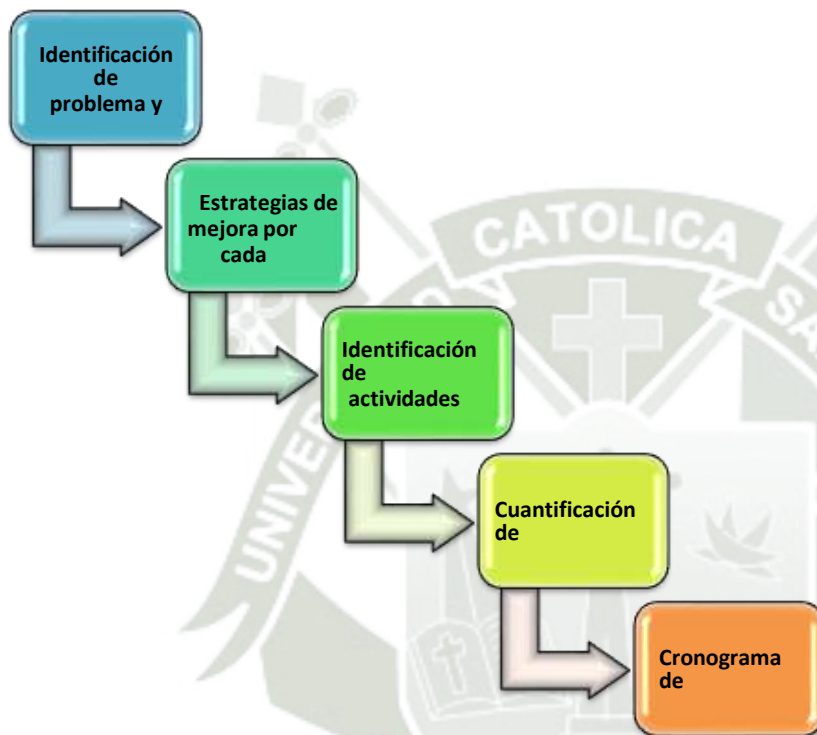 Identificación
de
problema y
Estrategias de
mejora por
cada
Identificación
de
actividades
Cuantificación
de
Cronograma
de
CATOLICA